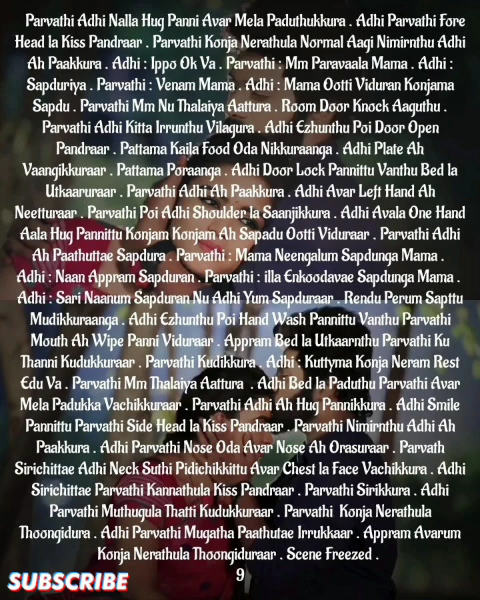 Parvathi Adhi Nalla Hug Panni Avar Mela Paduthukkura . Adhi Parvathi Fore
Head la Kiss Pandraar . Parvathi Konja Nerathula Normal Aagi Nimirnthu Adhi
Ah Paakkura . Adhi : Ippo Ok Va . Parvathi : Mm Paravaala Mama . Adhi :
Sapduriya . Parvathi : Venam Mama . Adhi : Mama Ootti Viduran Konjama
Sapdu . Parvathi Mm Nu Thalaiya Aattura . Room Door Knock Aaguthu .
Parvathi Adhi Kitta Irrunthu Vilagura . Adhi Ezhunthu Poi Door Open
Pandraar . Pattama Kaila Food Oda Nikkuraanga . Adhi Plate Ah
Vaangikkuraar . Pattama Poraanga . Adhi Door Lock Pannittu Vanthu Bed la
Utkaaruraar . Parvathi Adhi Ah Paakkura . Adhi Avar Left Hand Ah
Neetturaar . Parvathi Poi Adhi Shoulder la Saanjikkura . Adhi Avala One Hand
Aala Hug Pannittu Konjam Konjam Ah Sapadu Ootti Viduraar . Parvathi Adhi
Ah Paathuttae Sapdura . Parvathi : Mama Neengalum Sapdunga Mama .
Adhi : Naan Appram Sapduran . Parvathi : illa Enkoodavae Sapdunga Mama .
Adhi : Sari Naanum Sapduran Nu Adhi Yum Sapduraar . Rendu Perum Sapttu
Mudikkuraanga . Adhi Ezhunthu Poi Hand Wash Pannittu Vanthu Parvathi
Mouth Ah Wipe Panni Viduraar . Appram Bed la Utkaarnthu Parvathi Ku
Thanni Kudukkuraar . Parvathi Kudikkura . Adhi : Kuttyma Konja Neram Rest
Edu Va . Parvathi Mm Thalaiya Aattura . Adhi Bed la Paduthu Parvathi Avar
Mela Padukka Vachikkuraar . Parvathi Adhi Ah Hug Pannikkura . Adhi Smile
Pannittu Parvathi Side Head la Kiss Pandraar . Parvathi Nimirnthu Adhi Ah
Paakkura . Adhi Parvathi Nose Oda Avar Nose Ah Orasuraar . Parvath
Sirichittae Adhi Neck Suthi Pidichikkittu Avar Chest la Face Vachikkura . Adhi
Sirichittae Parvathi Kannathula Kiss Pandraar . Parvathi Sirikkura . Adhi
Parvathi Muthugula Thatti Kudukkuraar . Parvathi Konja Nerathula
Thoongidura . Adhi Parvathi Mugatha Paathutae Irrukkaar . Appram Avarum
Konja Nerathula Thoongiduraar . Scene Freezed .
9
SUBSCRIBE